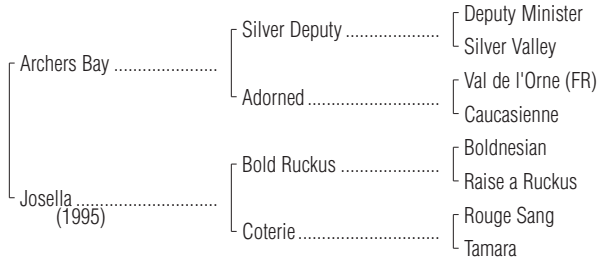 Deputy Minister
Silver Deputy ....................
Silver Valley
Archers Bay ......................
Val de l'Orne (FR)
Adorned ............................
Caucasienne
Boldnesian
Bold Ruckus .....................
Raise a Ruckus
Josella ..............................
(1995)
Rouge Sang
Coterie ..............................
Tamara